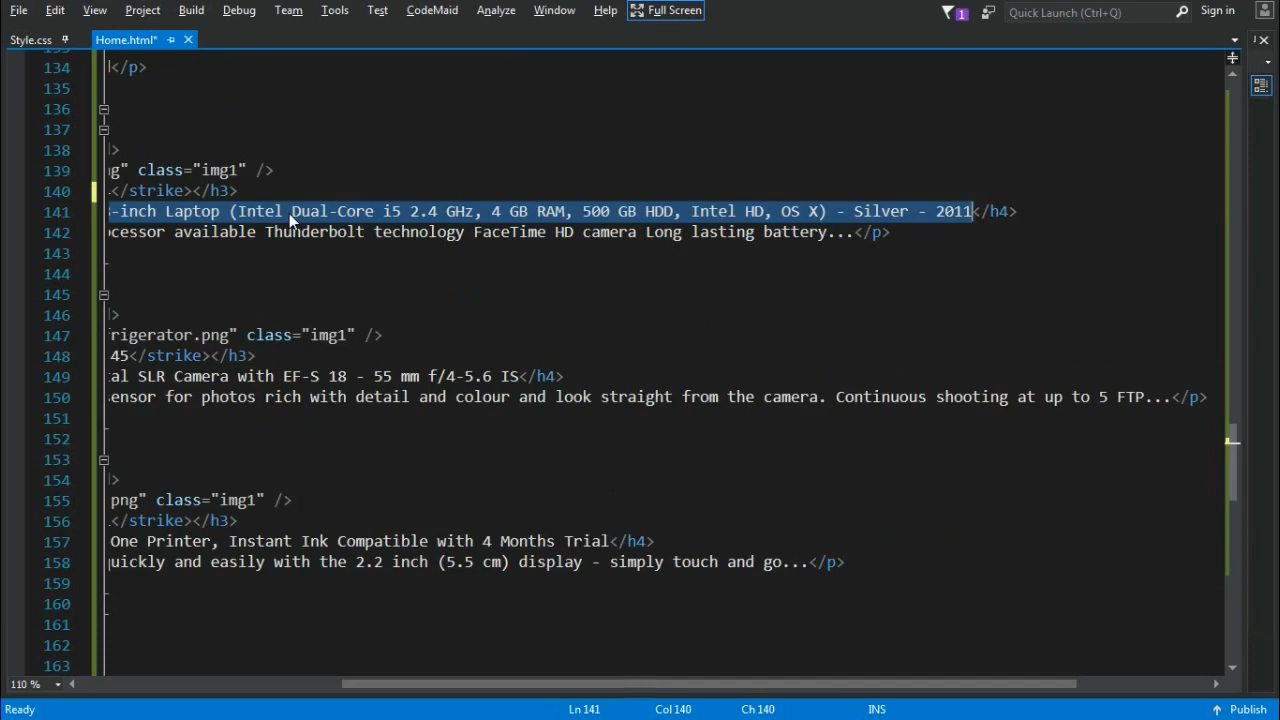 File Edit View Project Build Debug Team Tools Test CodeMaid Analyze Window Help Full Screen 1 Quick Launch (Ctrl+Q) Sign in
Style.css Home.html*
134 </p>
135
136
137
138 >
139 g" class="img1" />
140 </strike></h3>
141 -inch Laptop (Intel Dual-Core i5 2.4 GHz, 4 GB RAM, 500 GB HDD, Intel HD, OS X) - Silver - 2011</h4>
142 ocessor available Thunderbolt technology FaceTime HD camera Long lasting battery...</p>
143
144
145
146 >
147 rigerator.png" class="img1" />
148 45</strike></h3>
149 al SLR Camera with EF-S 18 - 55 mm f/4-5.6 IS</h4>
150 ensor for photos rich with detail and colour and look straight from the camera. Continuous shooting at up to 5 FTP...</p>
151
152
153
154 >
155 png" class="img1" />
156 </strike></h3>
157 One Printer, Instant Ink Compatible with 4 Months Trial</h4>
158 quickly and easily with the 2.2 inch (5.5 cm) display - simply touch and go...</p>
159
160
161
162
163
110 %
Ready Ln 141 Col 140 Ch 140 INS Publish